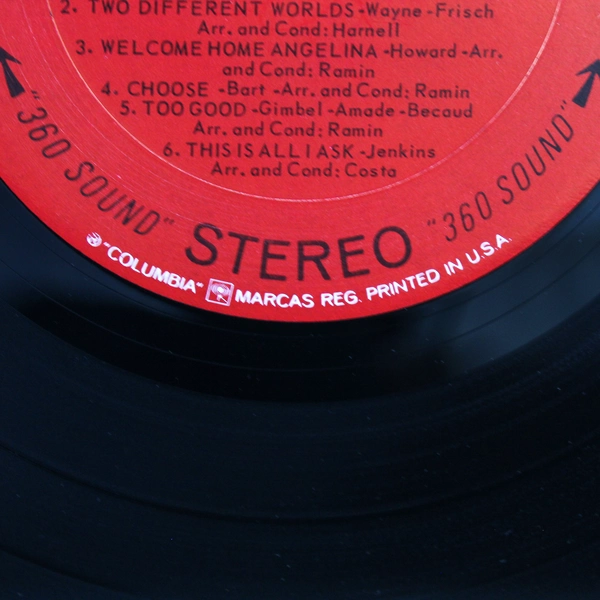 2. TWO DIFFERENT WORLDS -Wayne-Frisch
Arr. and Cond: Harnell
3. WELCOME HOME ANGELINA -Howard-Arr.
and Cond: Ramin
4. CHOOSE -Bart -Arr. and Cond: Ramin
5. TOO GOOD -Gimbel -Amade-Becaud
Arr. and Cond: Ramin
6. THIS IS ALL I ASK -Jenkins
Arr. and Cond: Costa
"360 SOUND" STEREO "360 SOUND"
"COLUMBIA" MARCAS REG. PRINTED IN U.S.A.